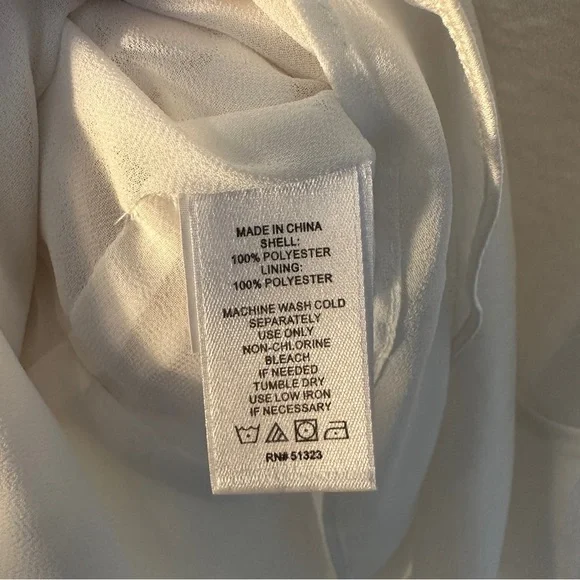 MADE IN CHINA
SHELL:
100% POLYESTER
LINING:
100% POLYESTER
MACHINE WASH COLD
SEPARATELY
USE ONLY
NON-CHLORINE
BLEACH
IF NEEDED
TUMBLE DRY
USE LOW IRON
IF NECESSARY
RN# 51323